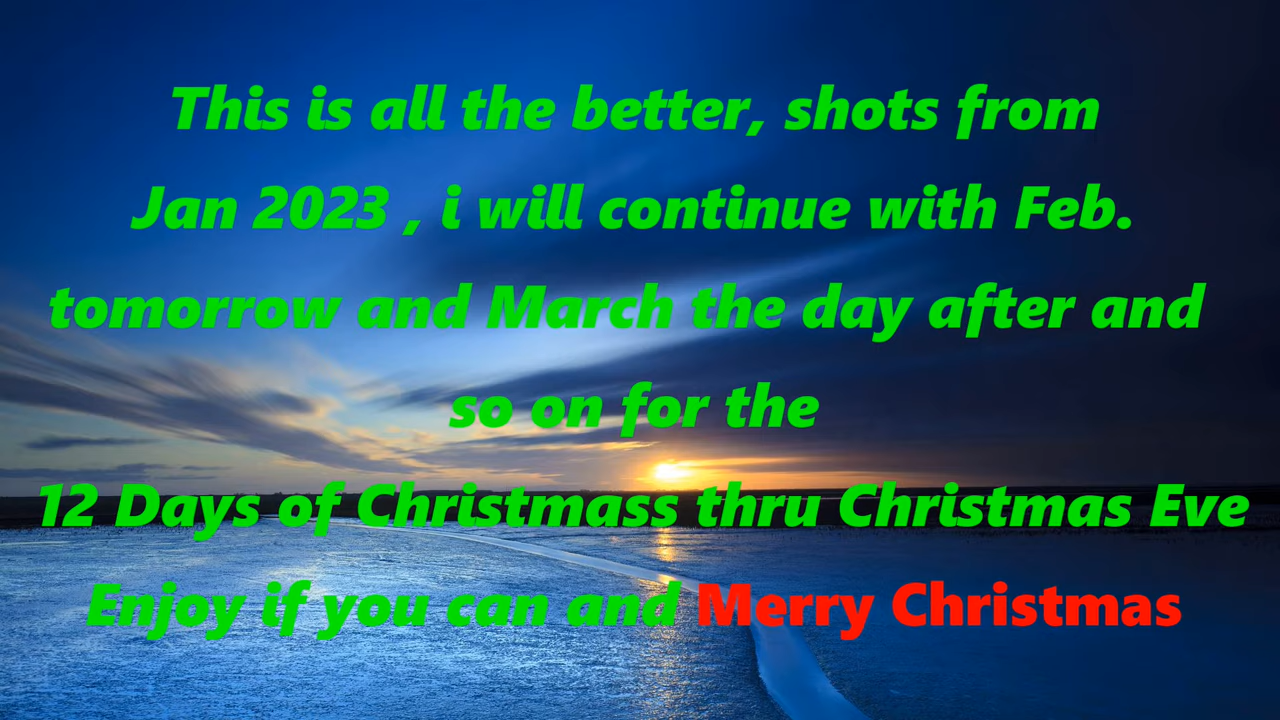 This is all the better, shots from
Jan 2023 , i will continue with Feb.
tomorrow and March the day after and
so on for the
12 Days of Christmass thru Christmas Eve
Enjoy if you can and Merry Christmas